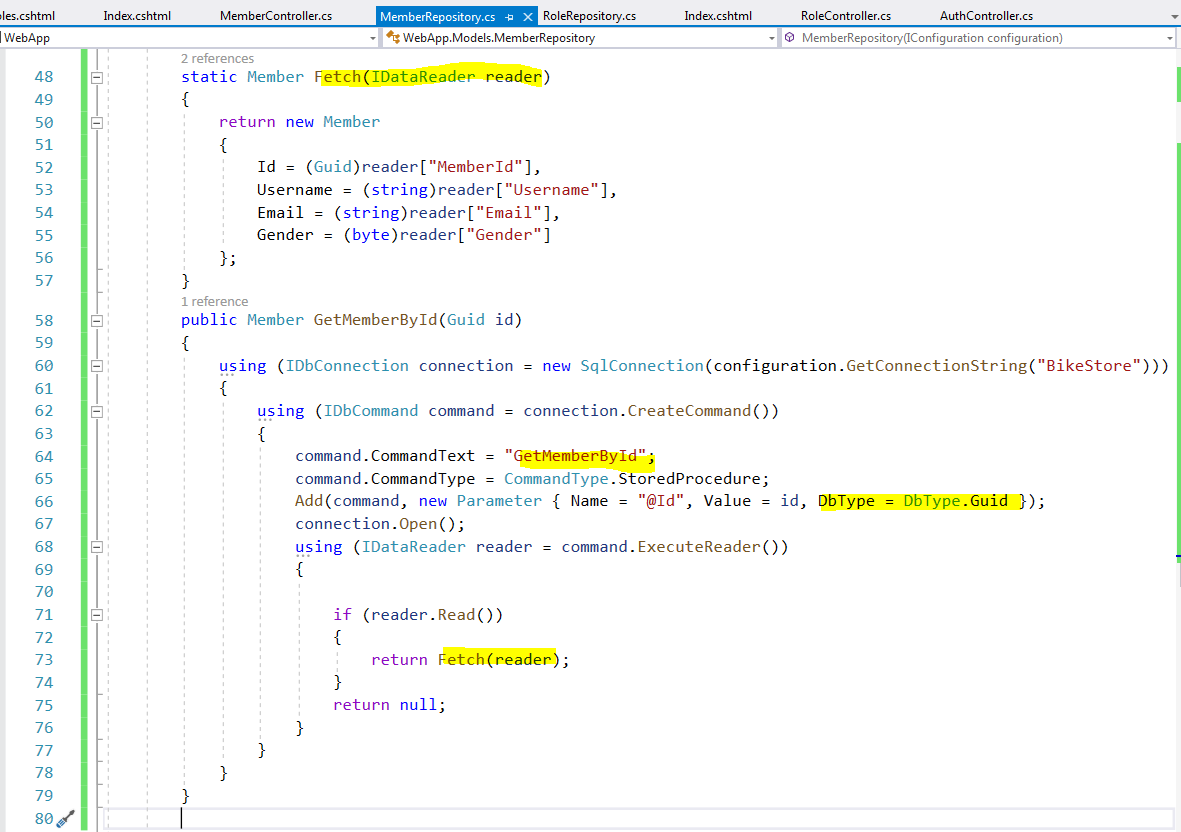 les.cshtml Index.cshtml MemberController.cs MemberRepository.cs RoleRepository.cs Index.cshtml RoleController.cs AuthController.cs
WebApp WebApp.Models.MemberRepository MemberRepository(IConfiguration configuration)
2 references
48 static Member Fetch(IDataReader reader)
49 {
50 return new Member
51 {
52 Id = (Guid)reader["MemberId"],
53 Username = (string)reader["Username"],
54 Email = (string)reader["Email"],
55 Gender = (byte)reader["Gender"]
56 };
57 }
1 reference
58 public Member GetMemberById(Guid id)
59 {
60 using (IDbConnection connection = new SqlConnection(configuration.GetConnectionString("BikeStore")))
61 {
62 using (IDbCommand command = connection.CreateCommand())
63 {
64 command.CommandText = "GetMemberById";
65 command.CommandType = CommandType.StoredProcedure;
66 Add(command, new Parameter { Name = "@Id", Value = id, DbType = DbType.Guid });
67 connection.Open();
68 using (IDataReader reader = command.ExecuteReader())
69 {
70
71 if (reader.Read())
72 {
73 return Fetch(reader);
74 }
75 return null;
76 }
77 }
78 }
79 }
80